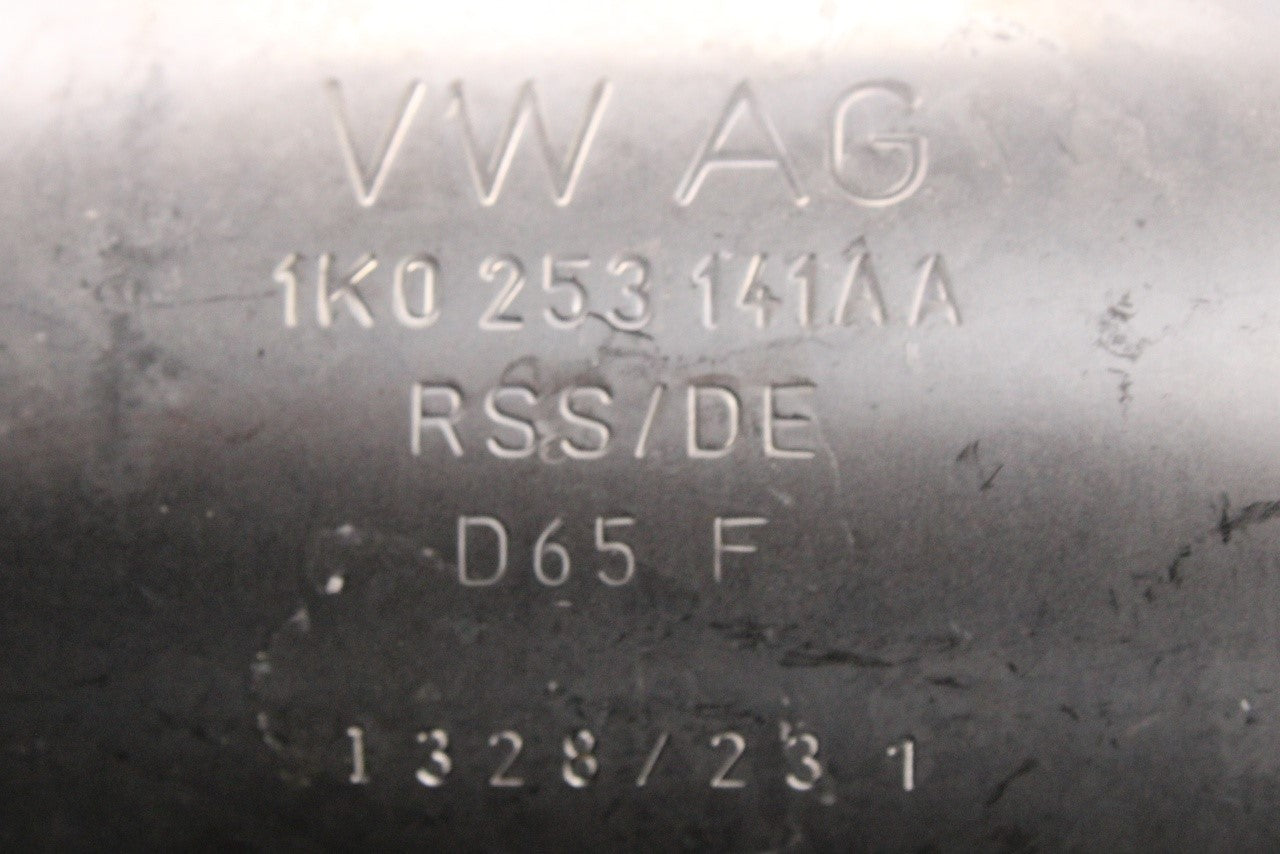 VW AG
1K0 253 141AA
RSS/DE
D65 F
1328/23 1